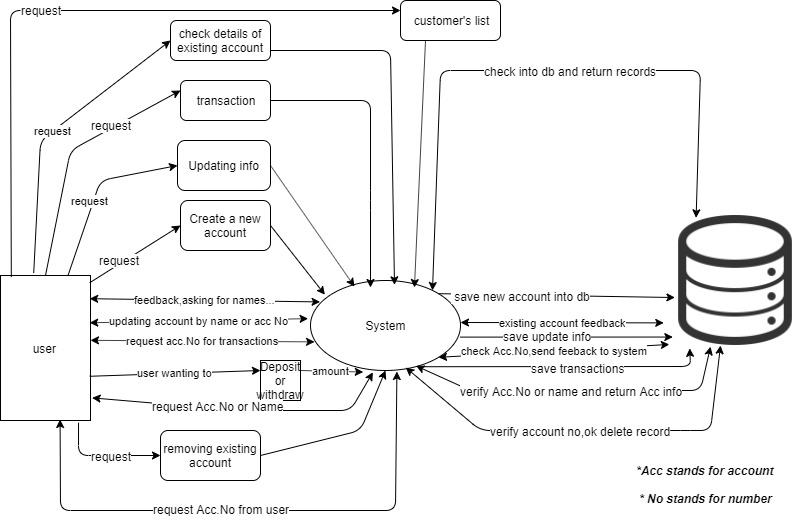 request
customer's list
check details of
existing account
check into db and return records
transaction
request
request
Updating info
request
Create a new
account
request
feedback,asking for names...
save new account into db
updating account by name or acc No
System
existing account feedback
user
request acc.No for transactions
save update info
check Acc.No,send feeback to system
user wanting to
Deposit
or
withdraw
amount
save transactions
verify Acc.No or name and return Acc info
request Acc.No or Name
verify account no,ok delete record
removing existing
account
request
*Acc stands for account
* No stands for number
request Acc.No from user